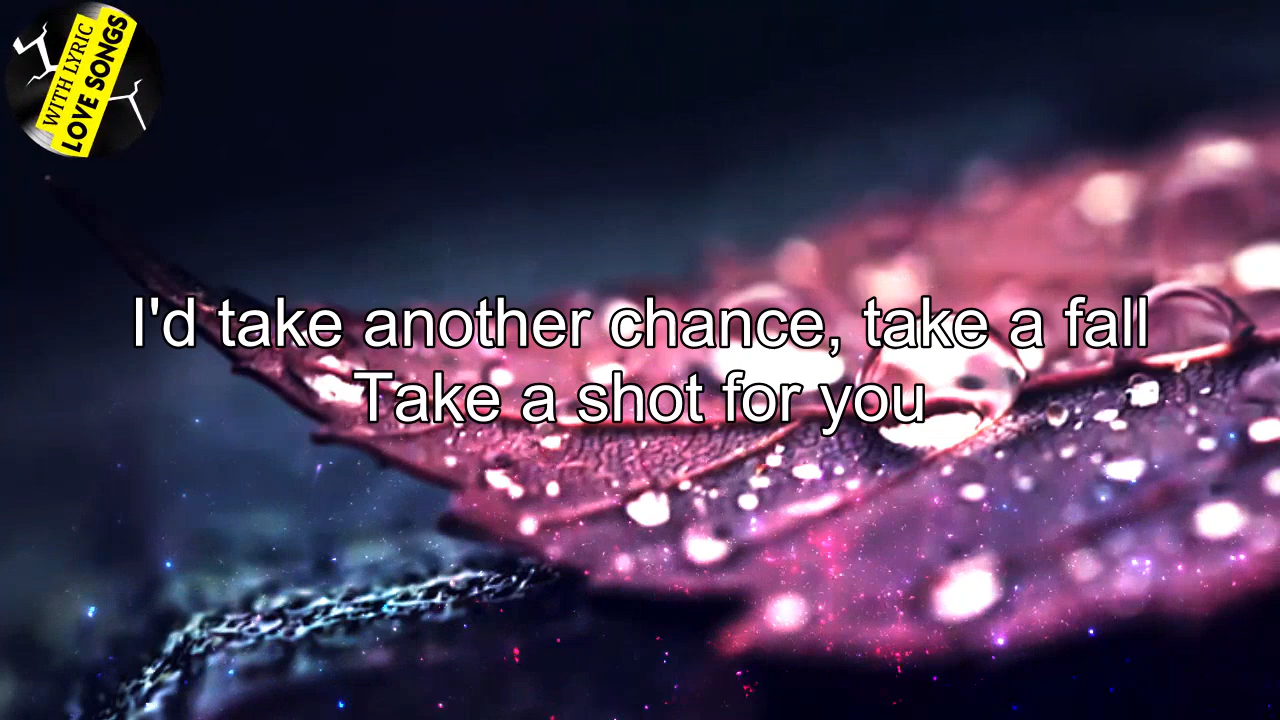 WITH LYRIC
LOVE SONGS
I'd take another chance, take a fall
Take a shot for you